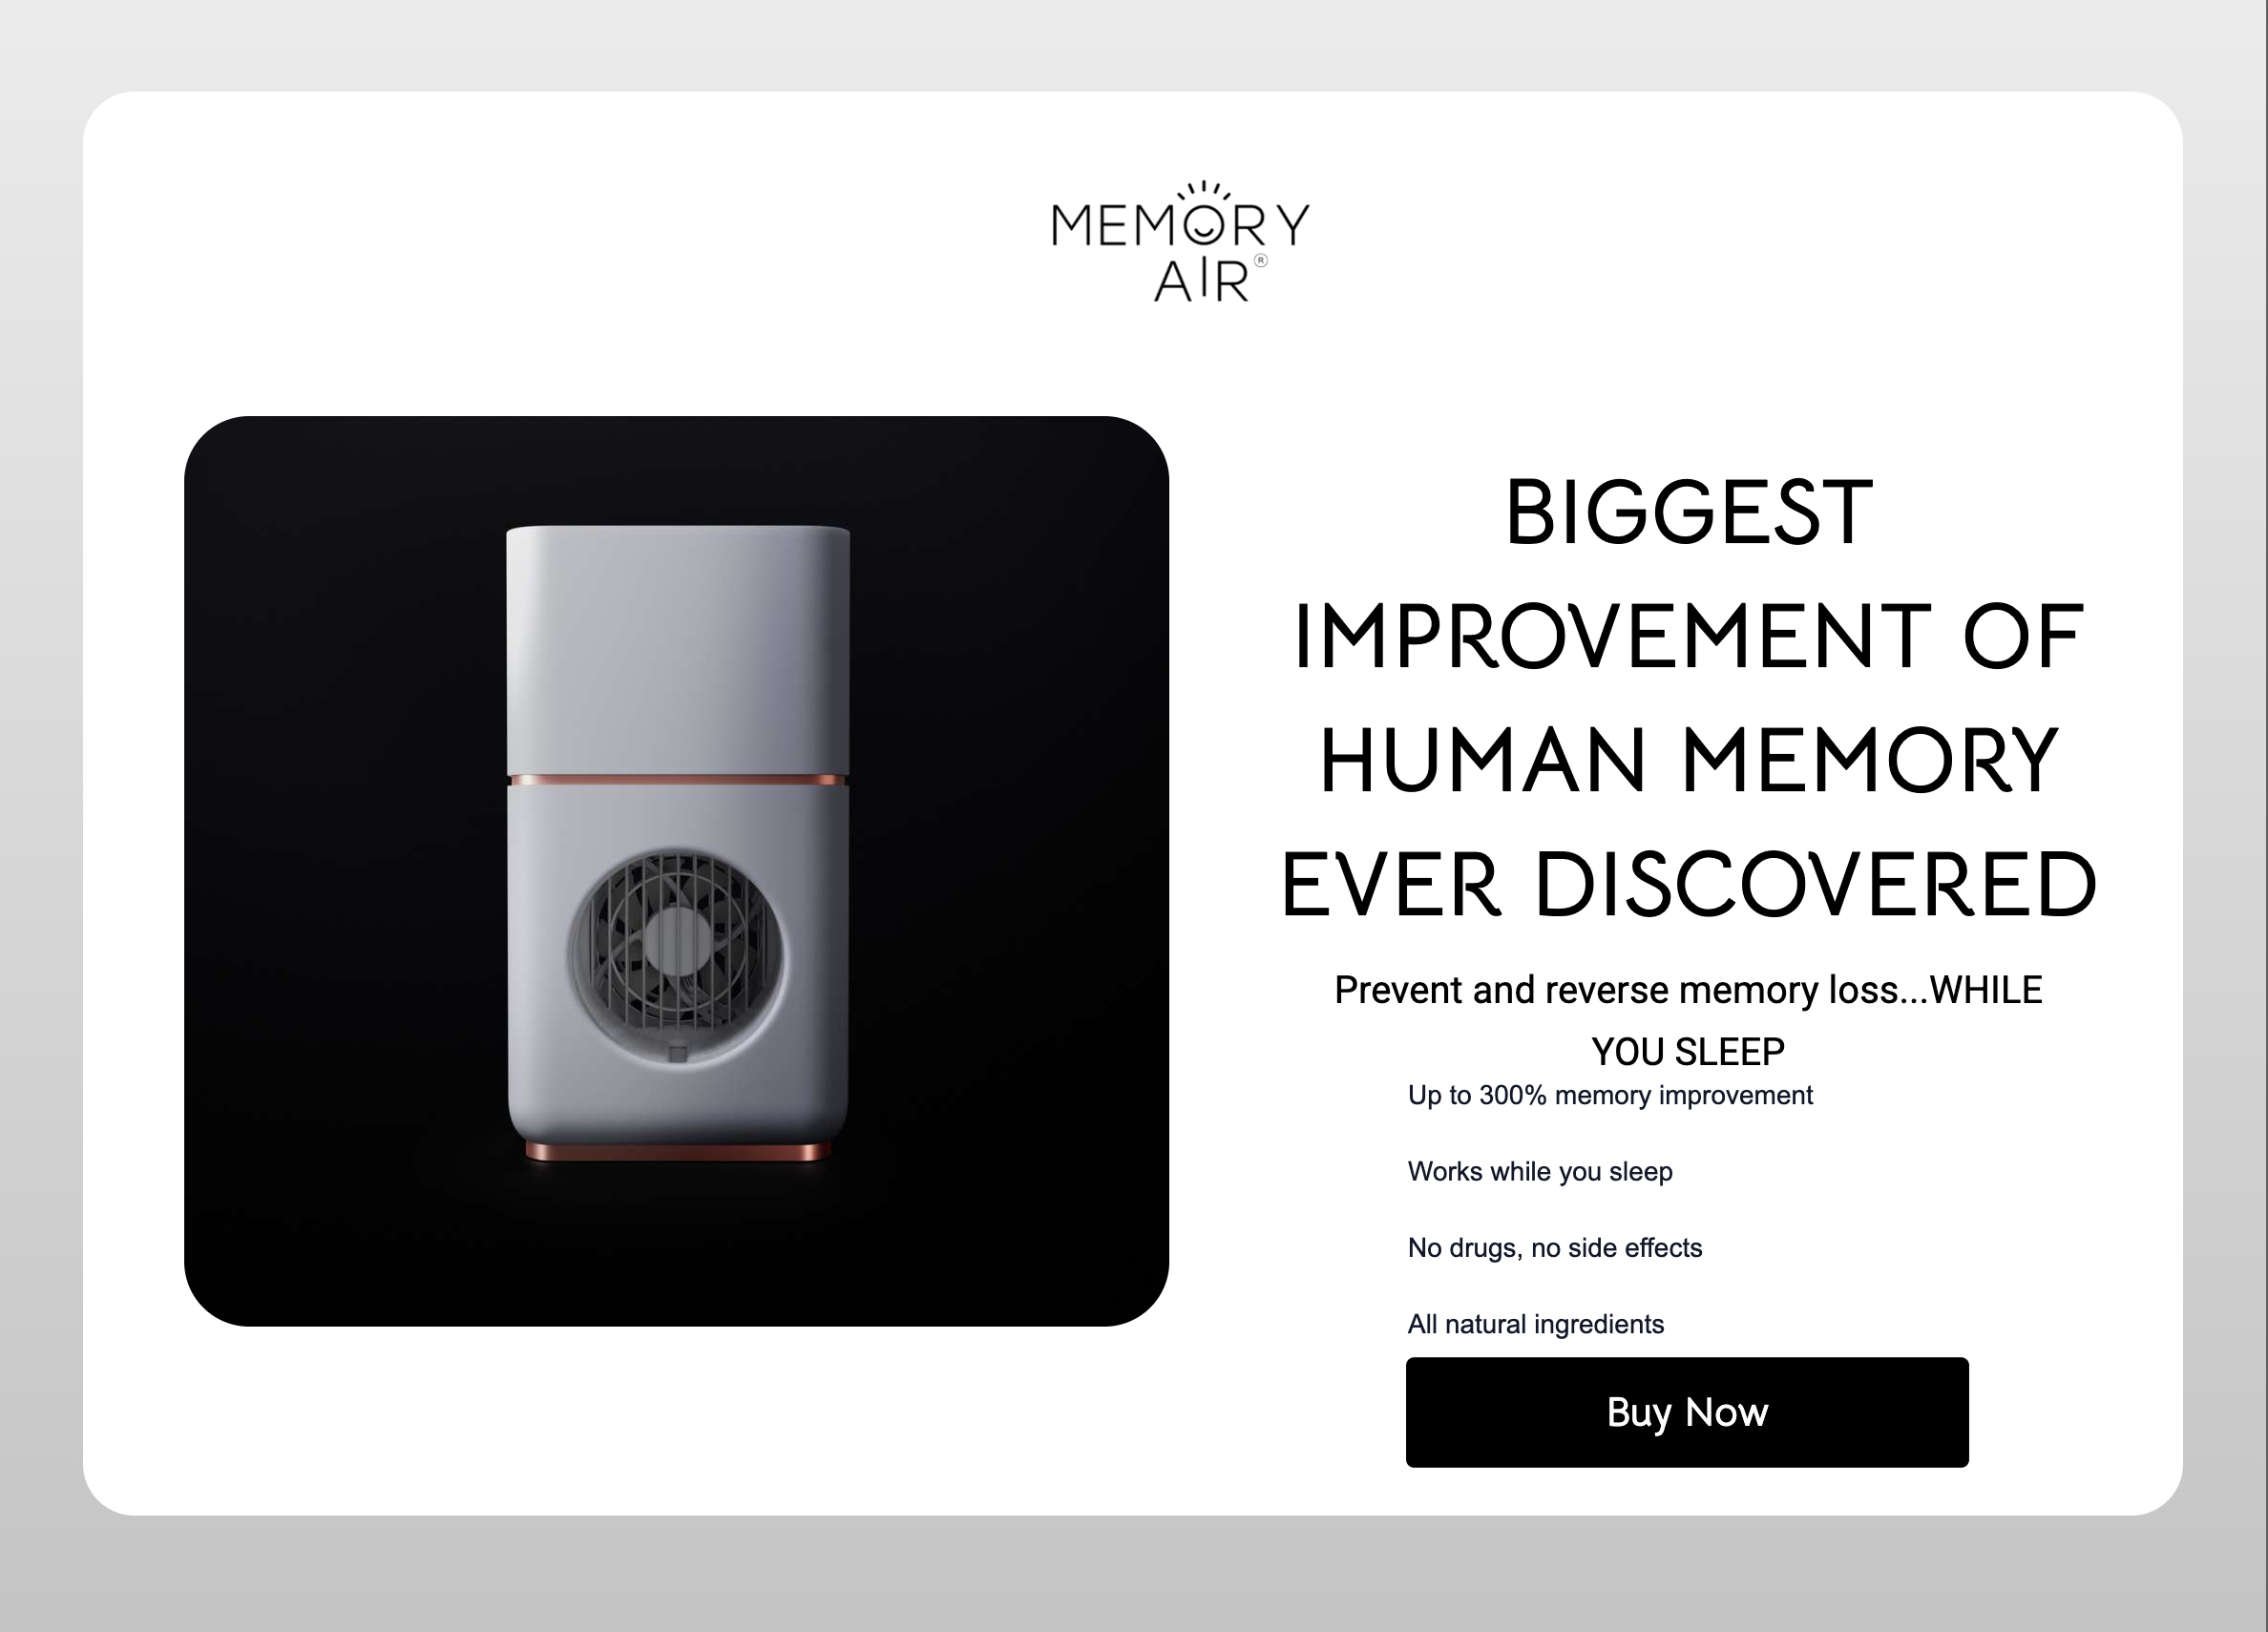 MEMORY
AIR®
BIGGEST
IMPROVEMENT OF
HUMAN MEMORY
EVER DISCOVERED
Prevent and reverse memory loss...WHILE
YOU SLEEP
Up to 300% memory improvement
Works while you sleep
No drugs, no side effects
All natural ingredients
Buy Now